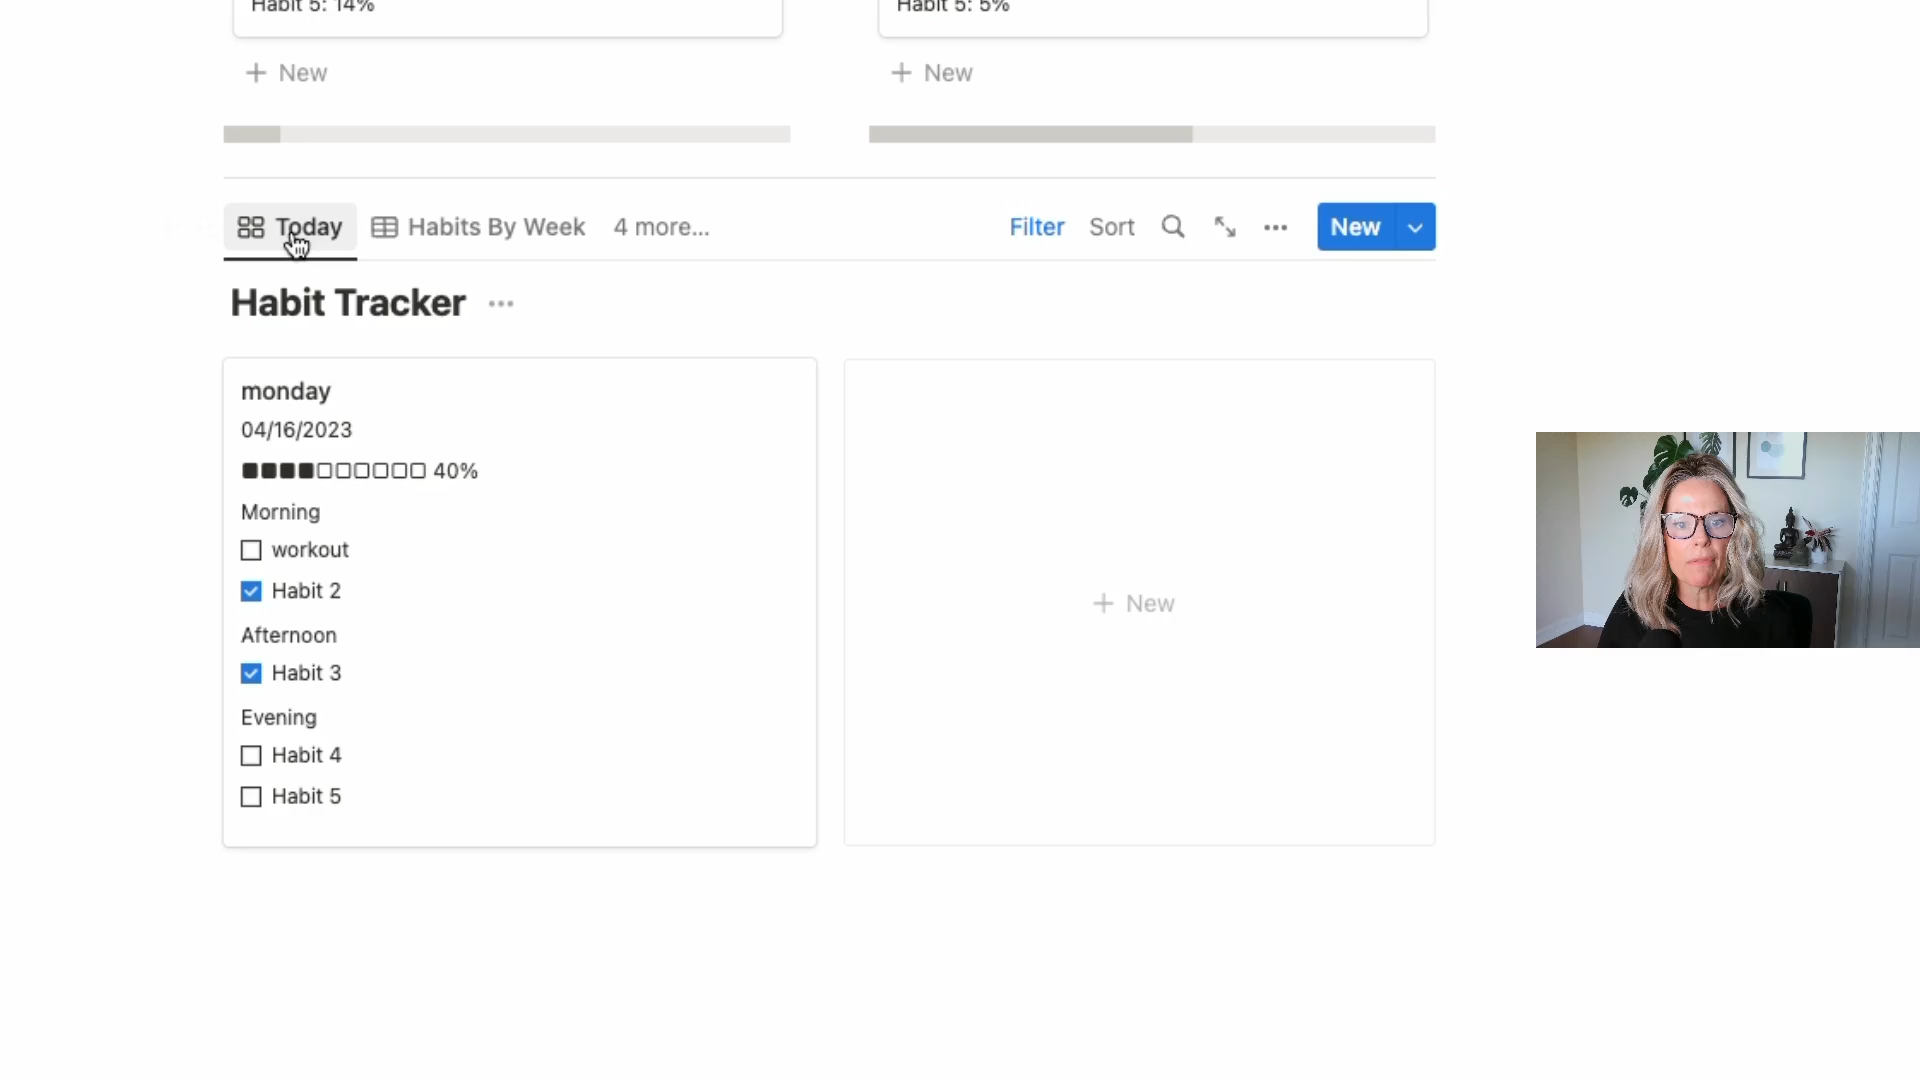 Habit 5: 14%
Habit 5: 5%
+ New
+ New
Today
Habits By Week
4 more...
Filter
Sort
New
Habit Tracker
monday
04/16/2023
■■■■□□□□□□ 40%
Morning
workout
Habit 2
Afternoon
Habit 3
Evening
Habit 4
Habit 5
+ New